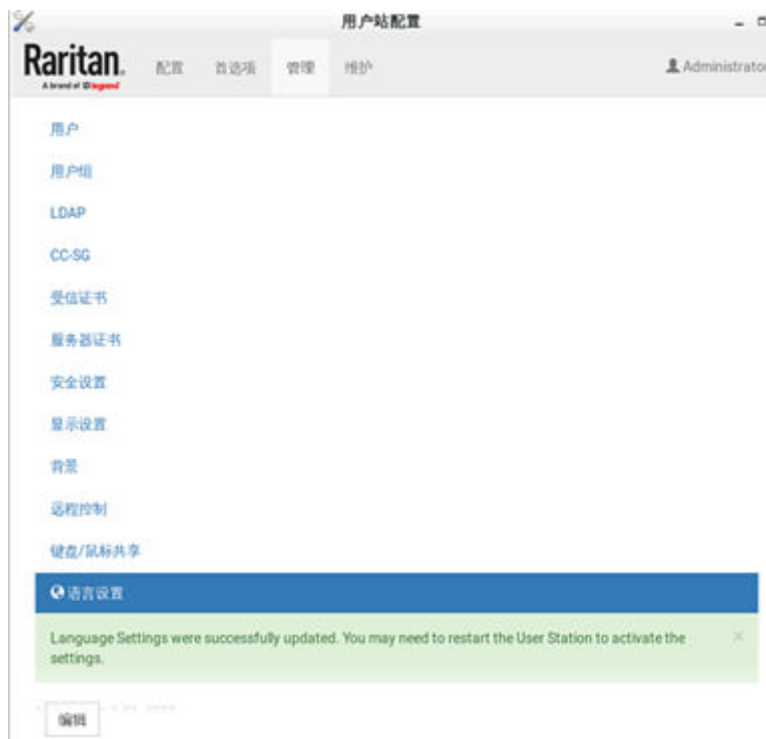 用户站配置
Raritan.
A brand of legrand
配置 首选项 管理 维护 Administrator
用户
用户组
LDAP
CC-SG
受信证书
服务器证书
安全设置
显示设置
背景
远程控制
键盘/鼠标共享
语言设置
Language Settings were successfully updated. You may need to restart the User Station to activate the
settings.
编辑